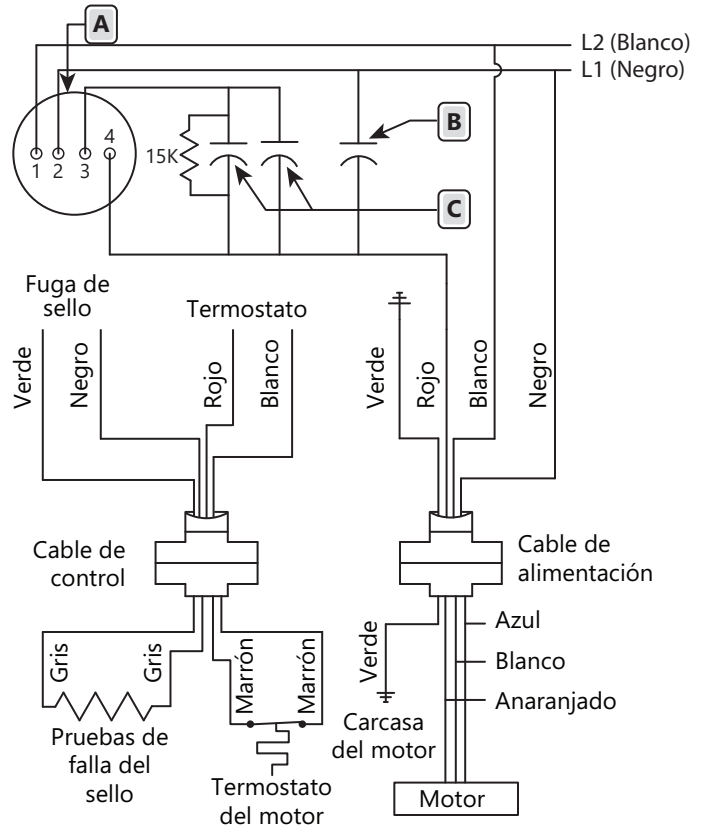 A
L2 (Blanco)
L1 (Negro)
B
4
15K
1 2 3
C
Fuga de
sello
Termostato
Verde
Negro
Rojo
Blanco
Verde
Rojo
Blanco
Negro
Cable de
control
Cable de
alimentación
Gris
Gris
Marrón
Marrón
Verde
Azul
Blanco
Anaranjado
Pruebas de
falla del
sello
Termostato
del motor
Carcasa
del motor
Motor